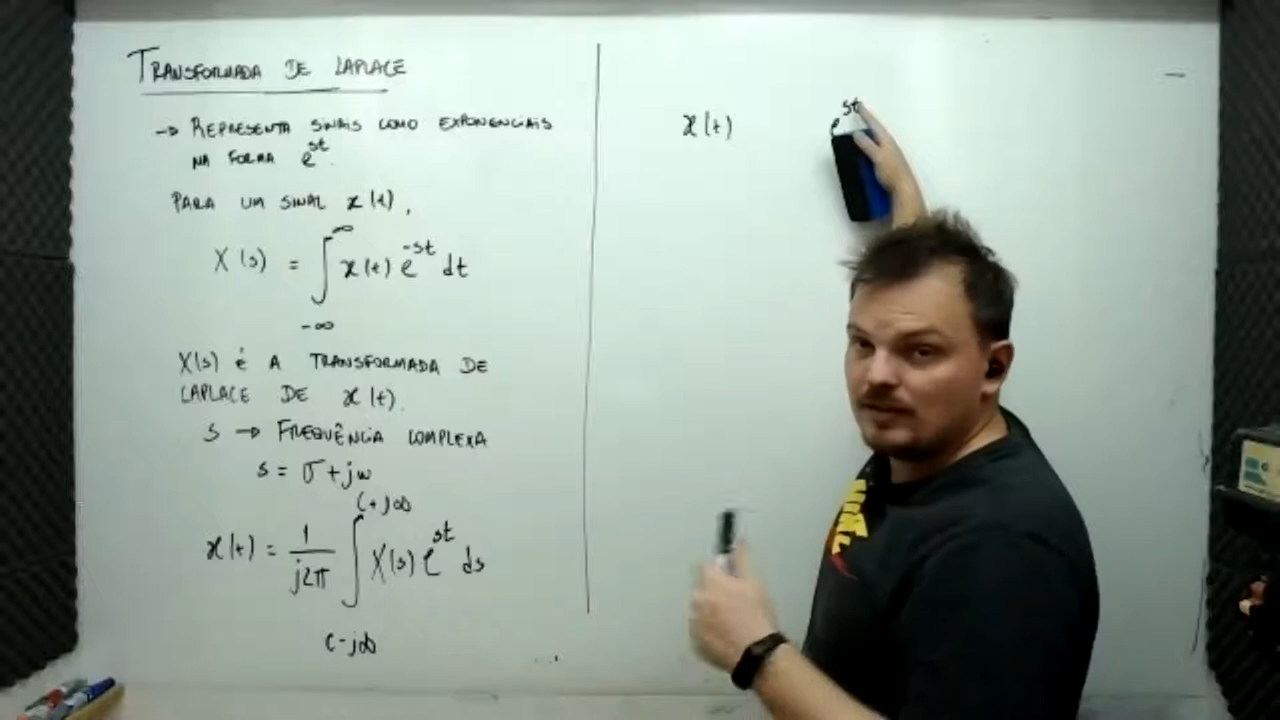 TRANSFORMADA DE LAPLACE
→ REPRESENTA SINAIS COMO EXPONENCIAIS
NA FORMA e^st.
PARA UM SINAL x(t),
X(s) = ∫_{-∞}^{∞} x(t) e^{-st} dt
X(s) é A TRANSFORMADA DE
LAPLACE DE x(t).
s → FREQUÊNCIA COMPLEXA
s = σ + jω
x(t) = 1/j2π ∫_{c-j∞}^{c+j∞} X(s) e^{st} ds
x(t) e^{st}